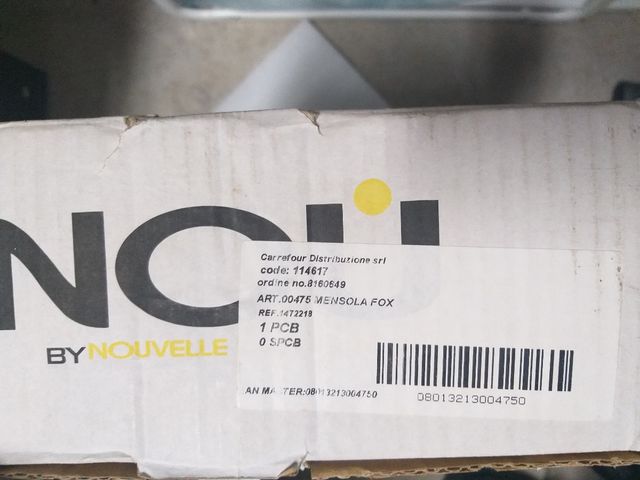 NOU
BY NOUVELLE
Carrefour Distribuzione srl
code: 114617
ordine no.8160649
ART.00475 MENSOLA FOX
REF.1472218
1 PCB
0 SPCB
AN MASTER:08013213004750
08013213004750